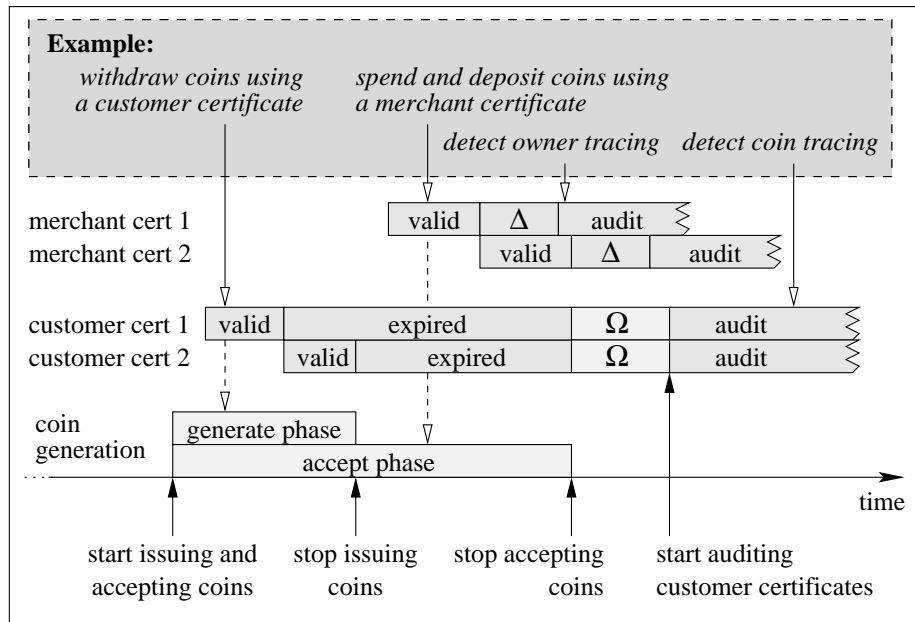 Example:
withdraw coins using
a customer certificate
spend and deposit coins using
a merchant certificate
detect owner tracing
detect coin tracing
merchant cert 1
valid
Δ
audit
merchant cert 2
valid
Δ
audit
customer cert 1
valid
expired
Ω
audit
customer cert 2
valid
expired
Ω
audit
coin
generation
generate phase
accept phase
time
start issuing and
accepting coins
stop issuing
coins
stop accepting
coins
start auditing
customer certificates